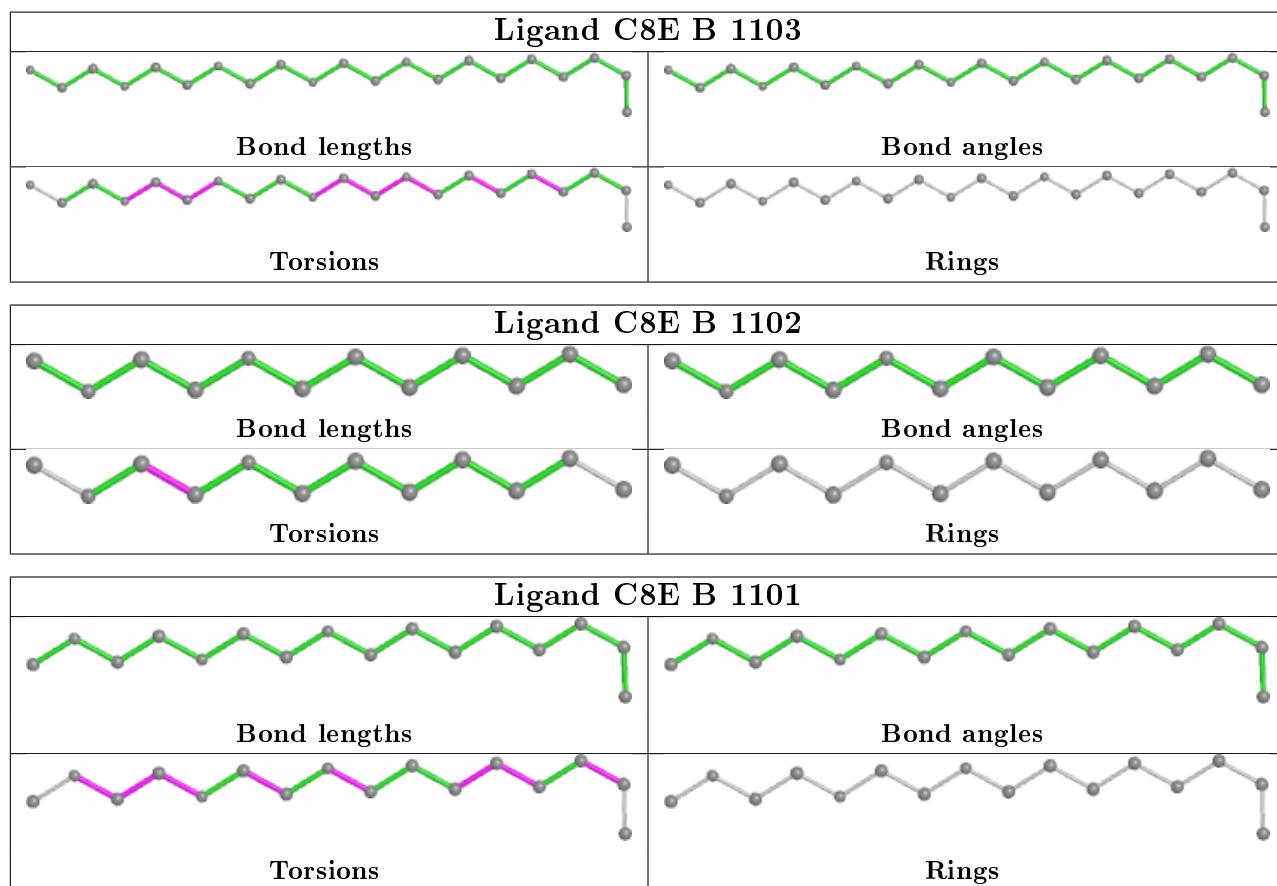 Ligand C8E B 1103
Bond lengths
Bond angles
Torsions
Rings
Ligand C8E B 1102
Bond lengths
Bond angles
Torsions
Rings
Ligand C8E B 1101
Bond lengths
Bond angles
Torsions
Rings